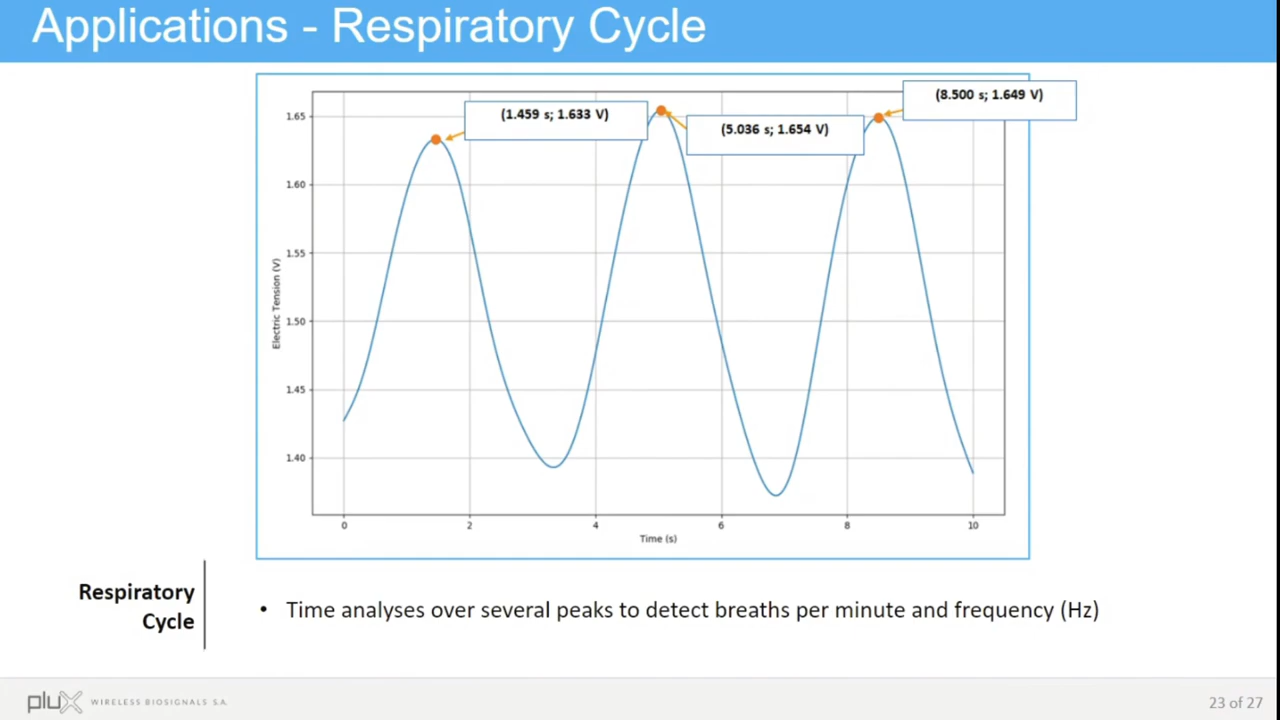 Applications - Respiratory Cycle
(1.459 s; 1.633 V)
(5.036 s; 1.654 V)
(8.500 s; 1.649 V)
Electric Tension (V)
1.65
1.60
1.55
1.50
1.45
1.40
0 2 4 6 8 10
Time (s)
Respiratory
Cycle
• Time analyses over several peaks to detect breaths per minute and frequency (Hz)
plux WIRELESS BIOSIGNALS S.A.
23 of 27